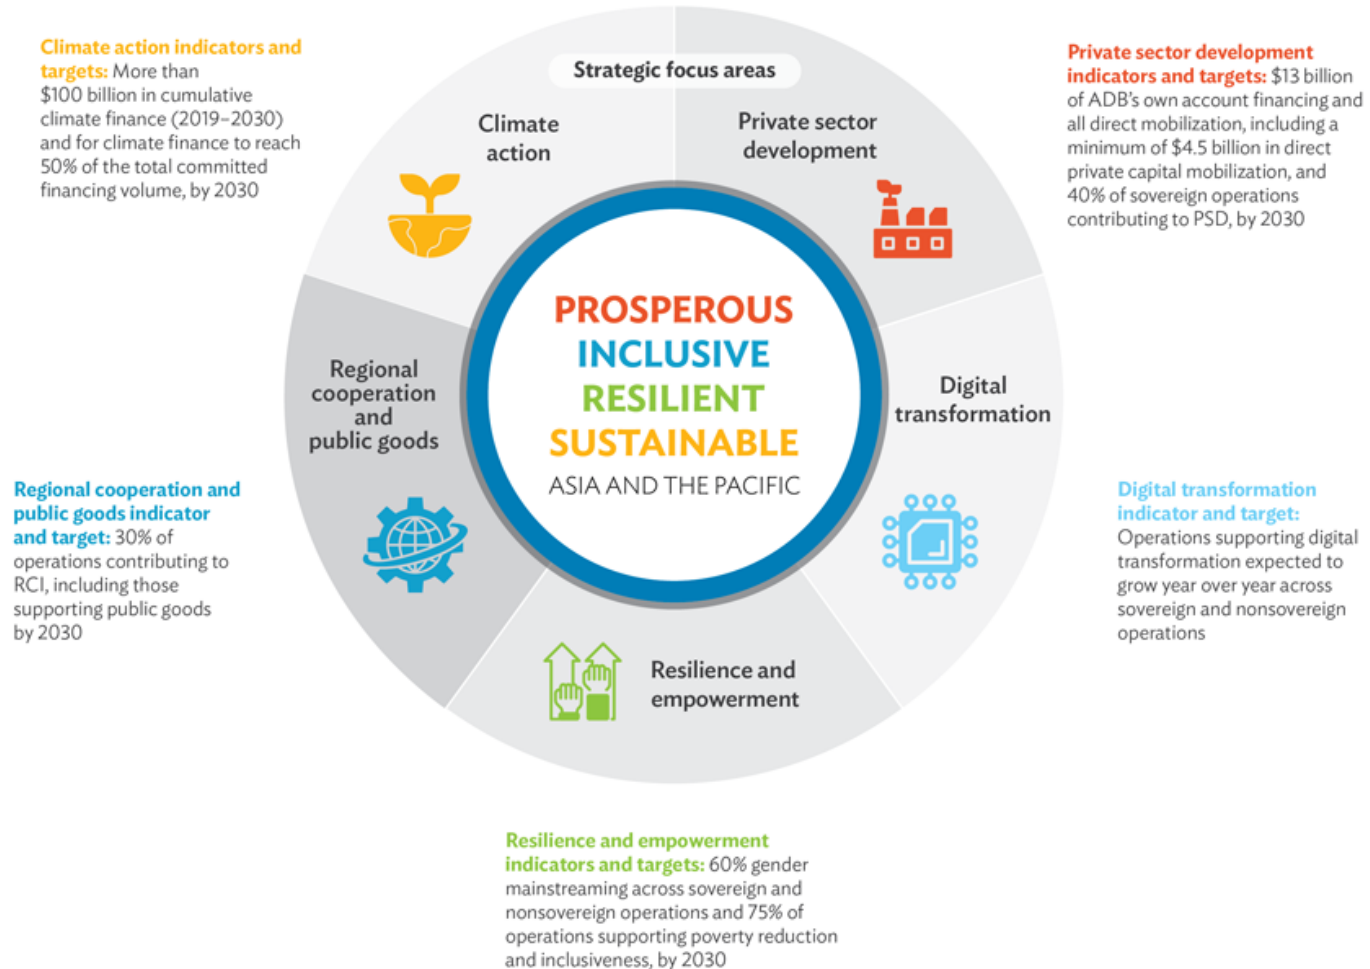 Climate action indicators and
targets: More than
$100 billion in cumulative
climate finance (2019–2030)
and for climate finance to reach
50% of the total committed
financing volume, by 2030
Strategic focus areas
Climate
action
Private sector
development
Private sector development
indicators and targets: $13 billion
of ADB's own account financing and
all direct mobilization, including a
minimum of $4.5 billion in direct
private capital mobilization, and
40% of sovereign operations
contributing to PSD, by 2030
PROSPEROUS
INCLUSIVE
RESILIENT
SUSTAINABLE
ASIA AND THE PACIFIC
Regional
cooperation
and
public goods
Digital
transformation
Regional cooperation and
public goods indicator
and target: 30% of
operations contributing to
RCI, including those
supporting public goods
by 2030
Digital transformation
indicator and target:
Operations supporting digital
transformation expected to
grow year over year across
sovereign and nonsovereign
operations
Resilience and
empowerment
Resilience and empowerment
indicators and targets: 60% gender
mainstreaming across sovereign and
nonsovereign operations and 75% of
operations supporting poverty reduction
and inclusiveness, by 2030